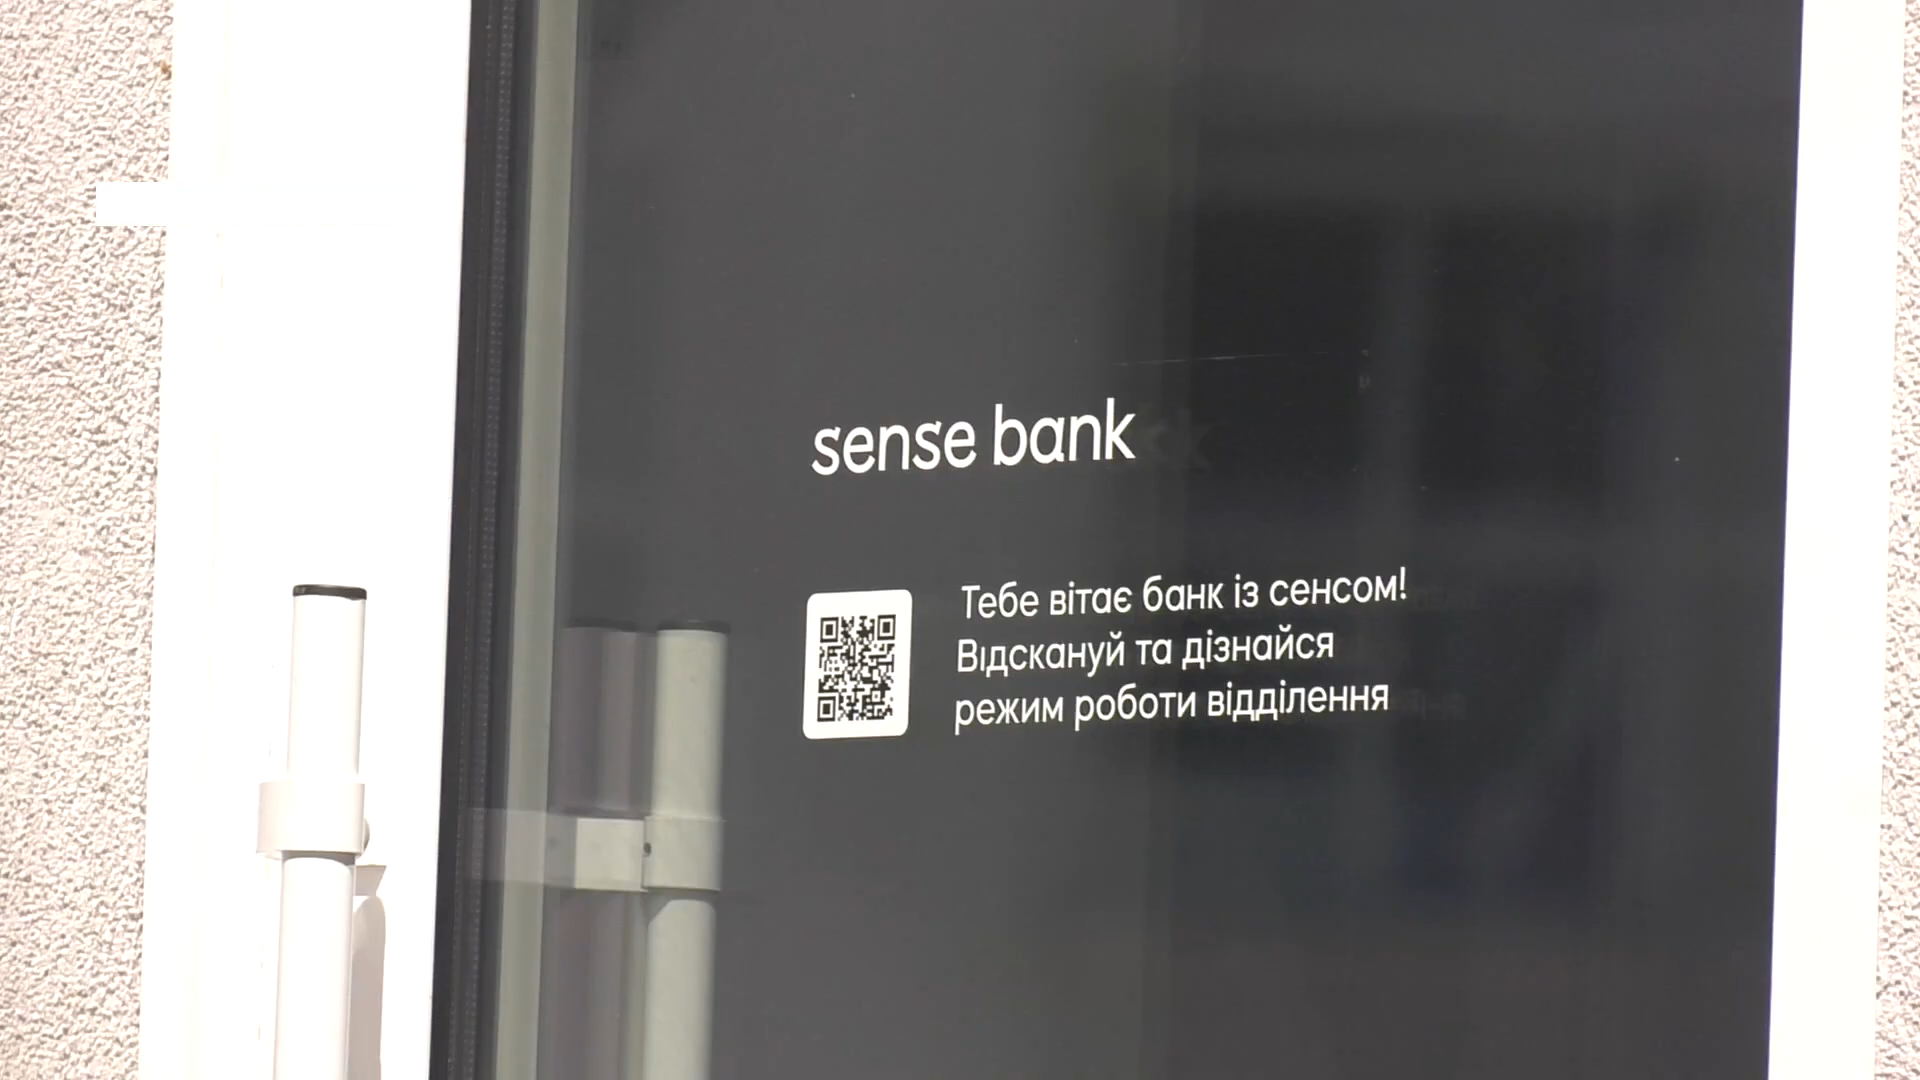 sense bank
Тебе вітає банк із сенсом!
Відскануй та дізнайся
режим роботи відділення